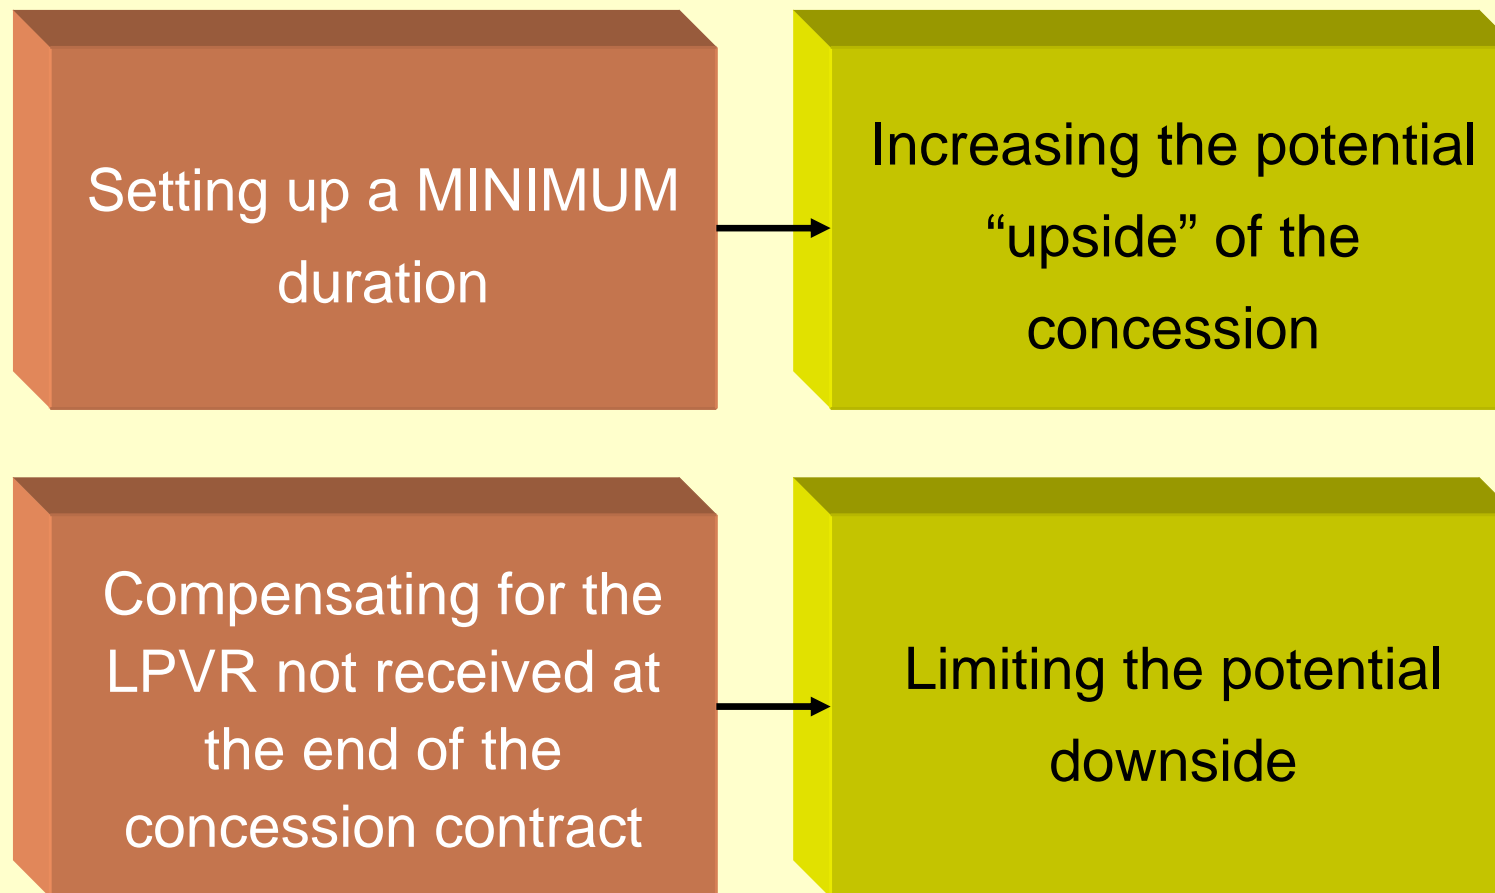 Setting up a MINIMUM
duration
Increasing the potential
“upside” of the
concession
Compensating for the
LPVR not received at
the end of the
concession contract
Limiting the potential
downside